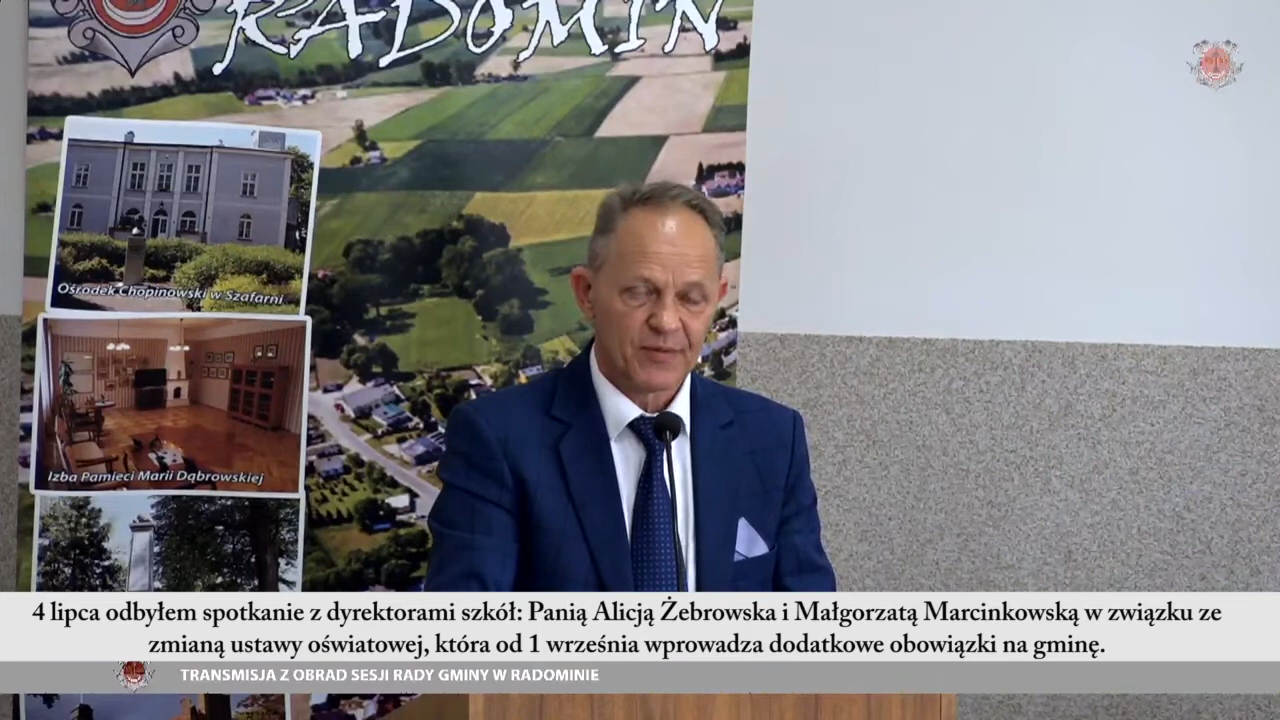 RADOMIN
Ośrodek Chopinowski w Szafarni
Izba Pamięci Marii Dąbrowskiej
4 lipca odbyłem spotkanie z dyrektorami szkół: Panią Alicją Żebrowska i Małgorzatą Marcinkowską w związku ze
zmianą ustawy oświatowej, która od 1 września wprowadza dodatkowe obowiązki na gminę.
TRANSMISJA Z OBRAD SESJI RADY GMINY W RADOMINIE